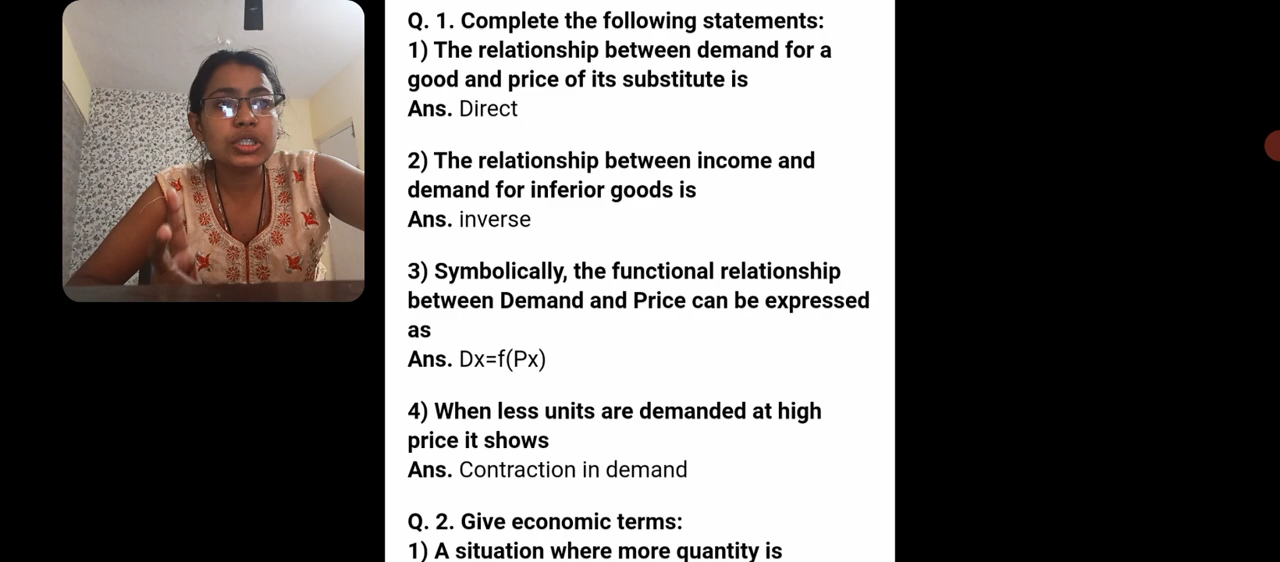 Q. 1. Complete the following statements:
1) The relationship between demand for a
good and price of its substitute is
Ans. Direct
2) The relationship between income and
demand for inferior goods is
Ans. inverse
3) Symbolically, the functional relationship
between Demand and Price can be expressed
as
Ans. Dx=f(Px)
4) When less units are demanded at high
price it shows
Ans. Contraction in demand
Q. 2. Give economic terms:
1) A situation where more quantity is